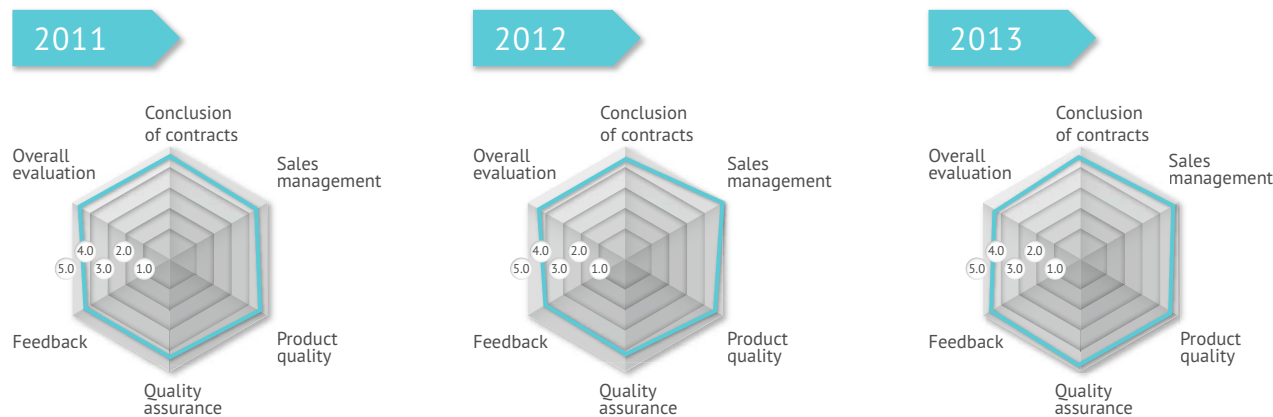 2011
2012
2013
Conclusion
of contracts
Overall
evaluation
Sales
management
4.0
2.0
5.0
3.0
1.0
Feedback
Product
quality
Quality
assurance
Conclusion
of contracts
Overall
evaluation
Sales
management
4.0
2.0
5.0
3.0
1.0
Feedback
Product
quality
Quality
assurance
Conclusion
of contracts
Overall
evaluation
Sales
management
4.0
2.0
5.0
3.0
1.0
Feedback
Product
quality
Quality
assurance